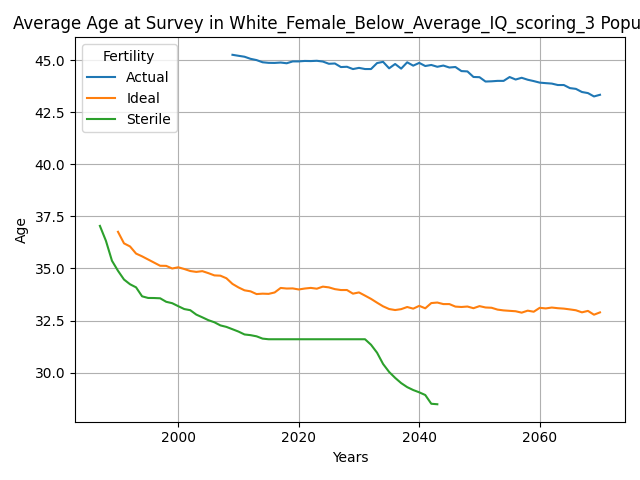 Average Age at Survey in White_Female_Below_Average_IQ_scoring_3 Popu
Fertility
Actual
Ideal
Sterile
45.0
42.5
40.0
37.5
35.0
32.5
30.0
Age
2000 2020 2040 2060
Years